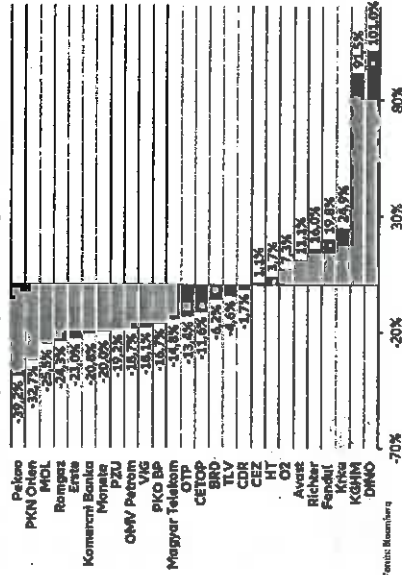 Pekao -39,2%
PKN Orlen -32,7%
MOL
Romgaz -24,3%
Erste -21,0%
Komercni Banka -20,8%
Moneta -20,0%
PZU -19,2%
OMV Petrom -18,7%
VIG -18,1%
PKO BP -16,7%
Magyar Telekom -14,8%
OTP -13,4%
CETOP -11,6%
BRD -6,2%
TLV -4,6%
CDR -1,7%
CEZ 1,1%
HT 3,7%
O2 7,3%
Avast 11,1%
Richter 16,0%
Fondul 19,8%
Krka 24,9%
KGHM 91,5%
DINO 101,0%
-70% -20% 30% 80%
Bloomberg